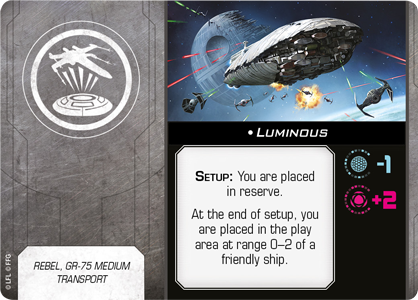 • LUMINOUS
SETUP: You are placed
in reserve.
At the end of setup, you
are placed in the play
area at range 0–2 of a
friendly ship.
-1
+2
REBEL, GR-75 MEDIUM
TRANSPORT
© LFL © FFG